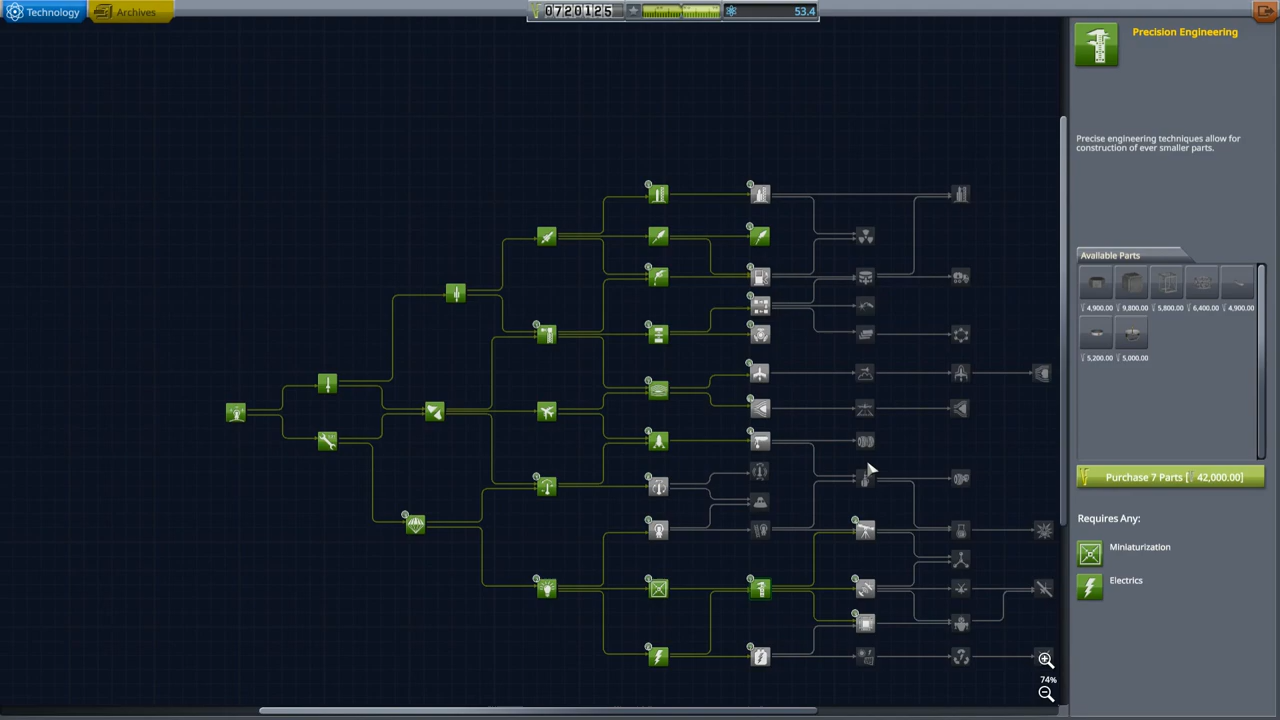 Technology
Archives
0720125
53.4
Precision Engineering
Precise engineering techniques allow for
construction of ever smaller parts.
Available Parts
4,900.00 9,800.00 5,800.00 6,400.00 4,900.00
5,200.00 5,000.00
Purchase 7 Parts [ 42,000.00]
Requires Any:
Miniaturization
Electrics
74%